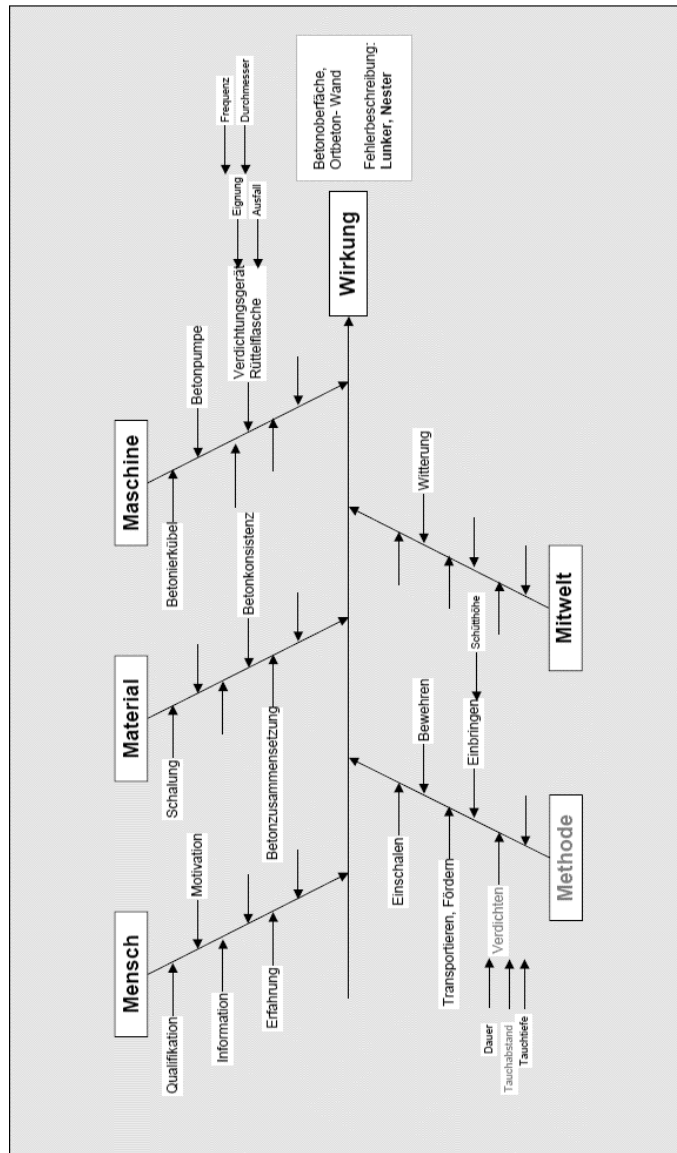 Mensch
Material
Maschine
Qualifikation
Motivation
Information
Erfahrung
Schalung
Betonkonsistenz
Betonzusammensetzung
Betonierkübel
Betonpumpe
Verdichtungsgerät
Rüttelflasche
Eignung
Ausfall
Frequenz
Durchmesser
Wirkung
Betonoberfäche,
Ortbeton- Wand
Fehlerbeschreibung:
Lunker, Nester
Einschalen
Bewehren
Transportieren, Fördern
Einbringen
Schütthöhe
Verdichten
Dauer
Tauchabstand
Tauchtiefe
Witterung
Methode
Mitwelt